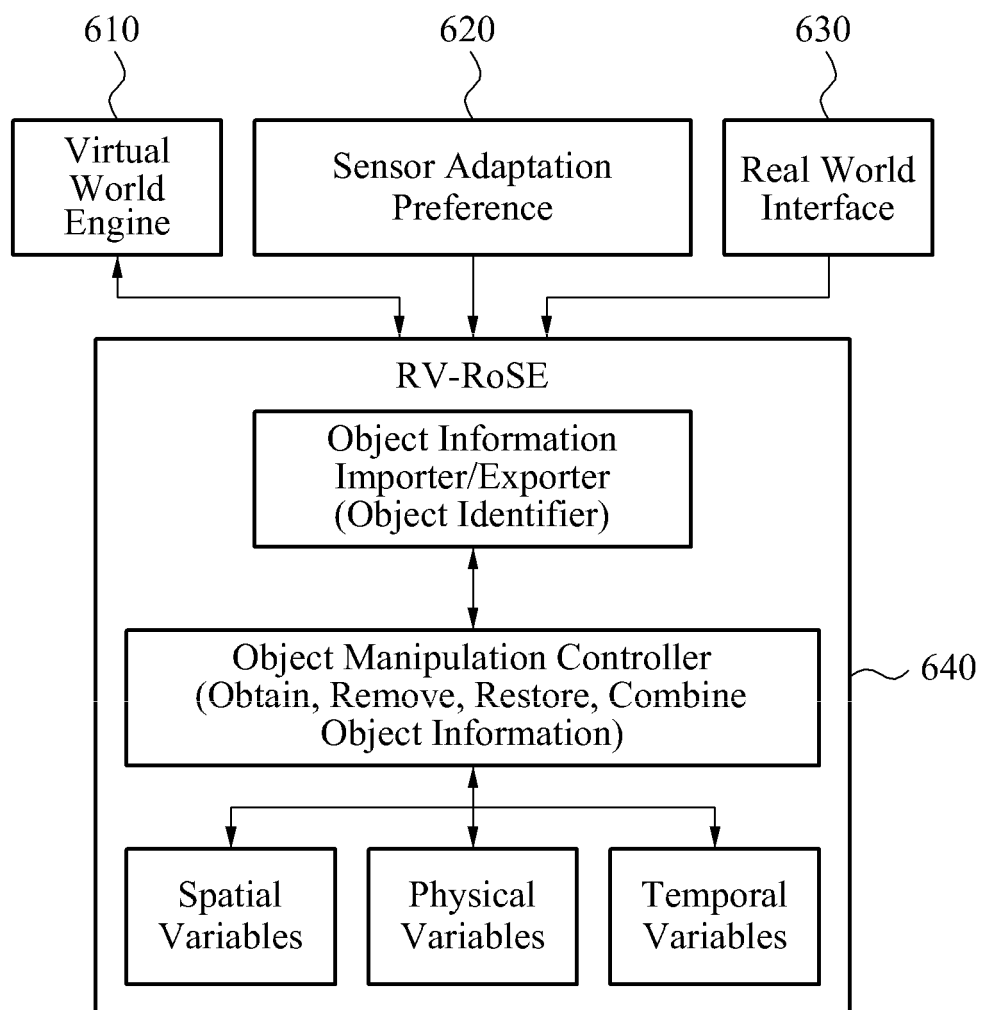 610
620
630
Virtual
World
Engine
Sensor Adaptation
Preference
Real World
Interface
RV-RoSE
Object Information
Importer/Exporter
(Object Identifier)
Object Manipulation Controller
(Obtain, Remove, Restore, Combine
Object Information)
640
Spatial
Variables
Physical
Variables
Temporal
Variables